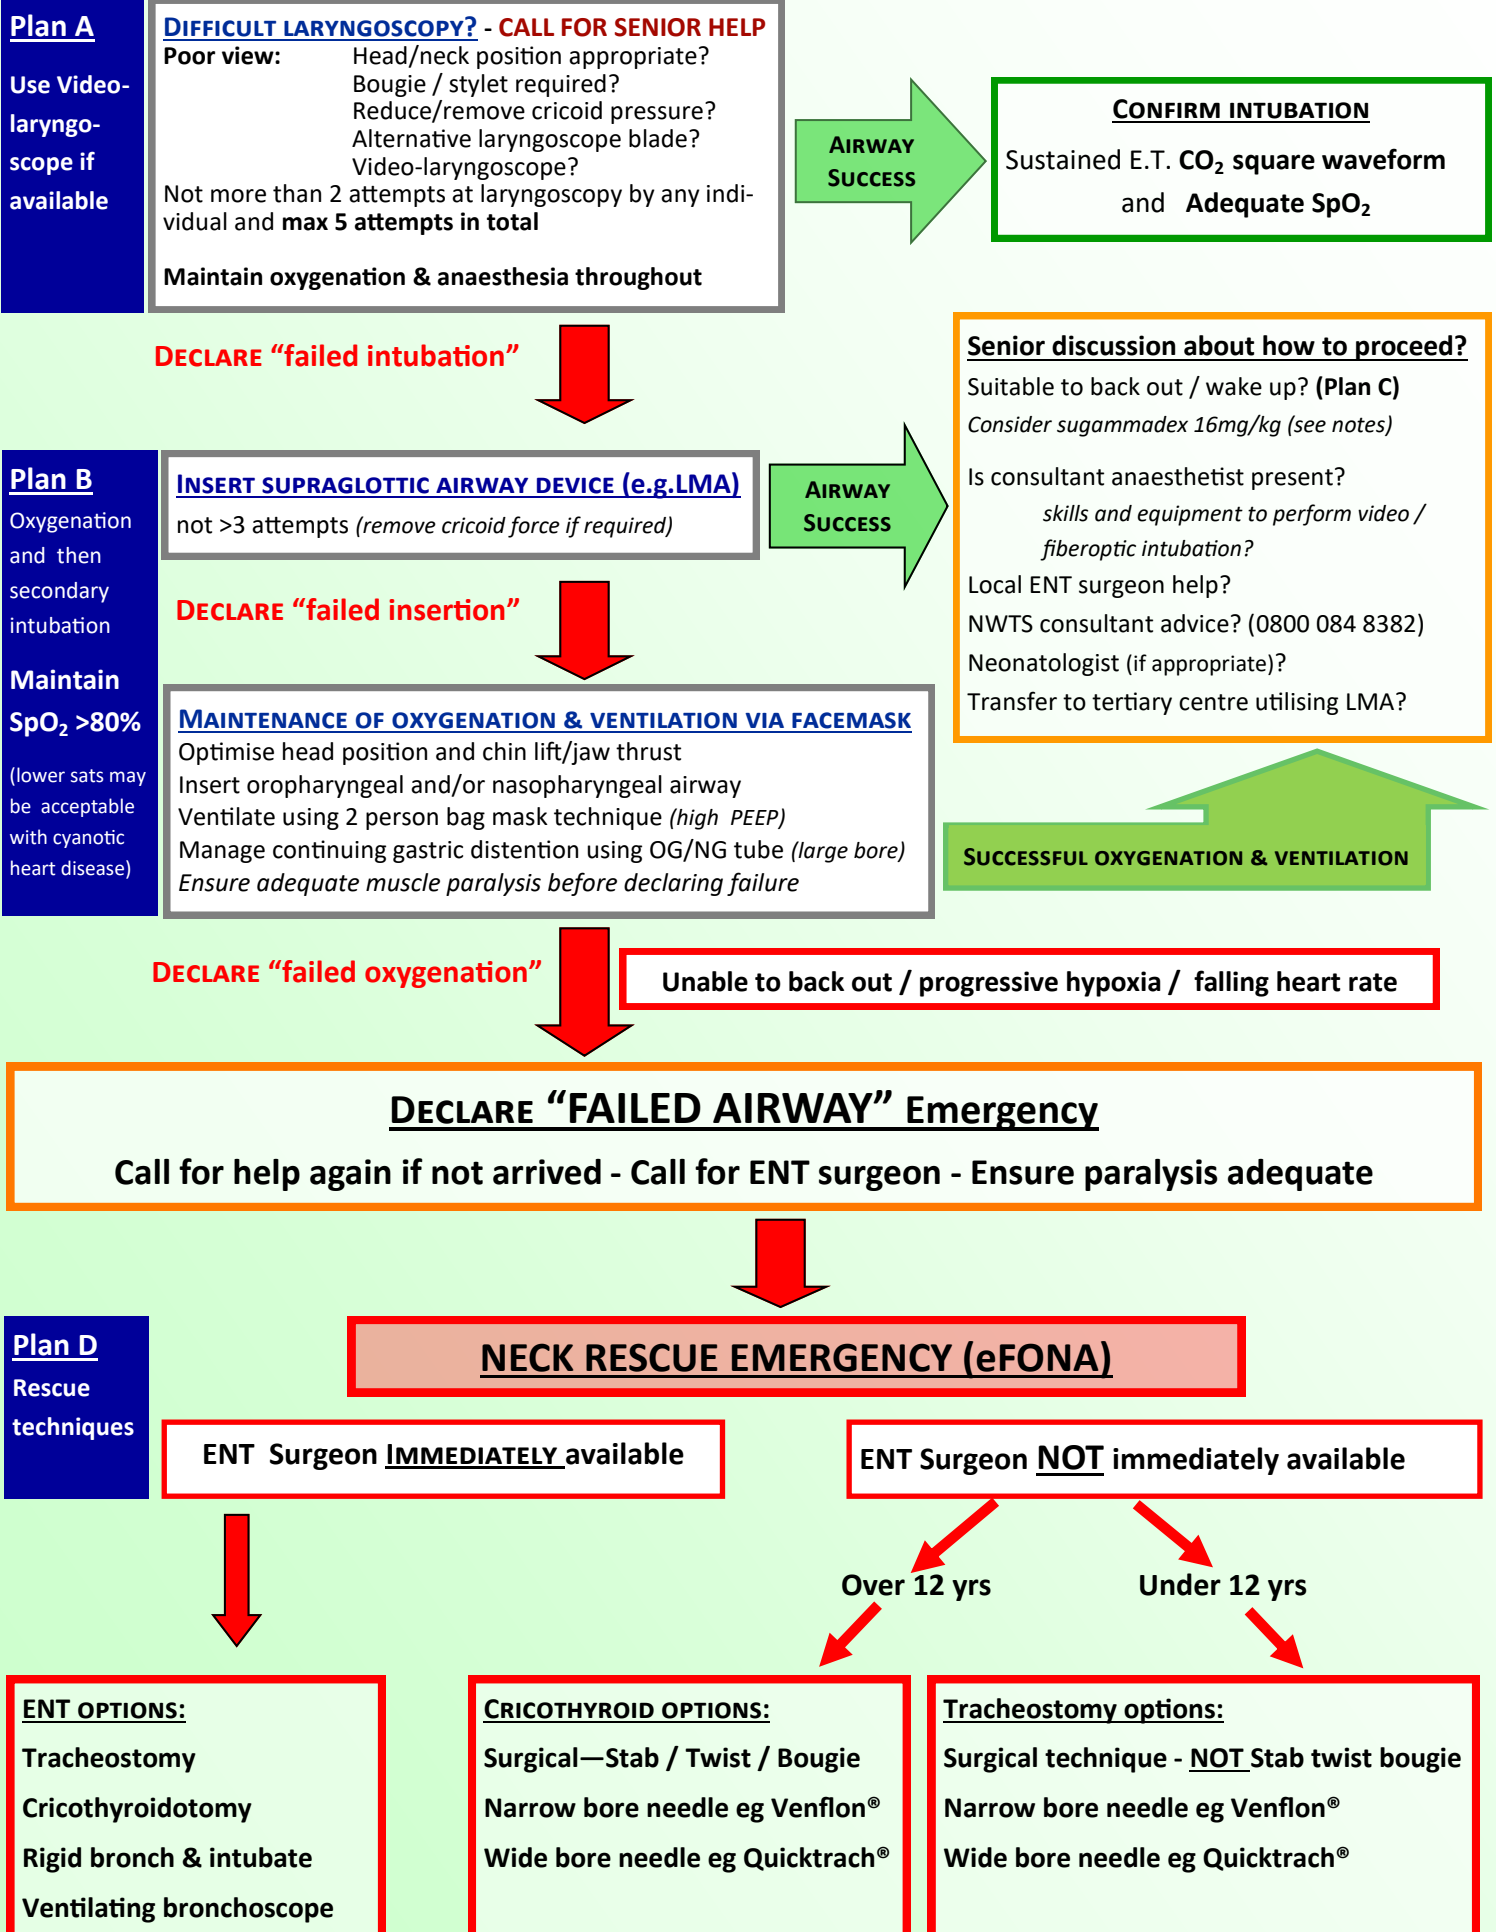 Plan A
Use Video-
laryngo-
scope if
available
DIFFICULT LARYNGOSCOPY? - CALL FOR SENIOR HELP
Poor view: Head/neck position appropriate?
Bougie / stylet required?
Reduce/remove cricoid pressure?
Alternative laryngoscope blade?
Video-laryngoscope?
Not more than 2 attempts at laryngoscopy by any indi-
vidual and max 5 attempts in total
Maintain oxygenation & anaesthesia throughout
AIRWAY
SUCCESS
CONFIRM INTUBATION
Sustained E.T. CO₂ square waveform
and Adequate SpO₂
DECLARE “failed intubation”
Senior discussion about how to proceed?
Suitable to back out / wake up? (Plan C)
Consider sugammadex 16mg/kg (see notes)
Is consultant anaesthetist present?
skills and equipment to perform video /
fiberoptic intubation?
Local ENT surgeon help?
NWTS consultant advice? (0800 084 8382)
Neonatologist (if appropriate)?
Transfer to tertiary centre utilising LMA?
Plan B
Oxygenation
and then
secondary
intubation
Maintain
SpO₂ >80%
(lower sats may
be acceptable
with cyanotic
heart disease)
INSERT SUPRAGLOTTIC AIRWAY DEVICE (e.g.LMA)
not >3 attempts (remove cricoid force if required)
AIRWAY
SUCCESS
DECLARE “failed insertion”
MAINTENANCE OF OXYGENATION & VENTILATION VIA FACEMASK
Optimise head position and chin lift/jaw thrust
Insert oropharyngeal and/or nasopharyngeal airway
Ventilate using 2 person bag mask technique (high PEEP)
Manage continuing gastric distention using OG/NG tube (large bore)
Ensure adequate muscle paralysis before declaring failure
SUCCESSFUL OXYGENATION & VENTILATION
DECLARE “failed oxygenation”
Unable to back out / progressive hypoxia / falling heart rate
DECLARE “FAILED AIRWAY” Emergency
Call for help again if not arrived - Call for ENT surgeon - Ensure paralysis adequate
Plan D
Rescue
techniques
NECK RESCUE EMERGENCY (eFONA)
ENT Surgeon IMMEDIATELY available
ENT Surgeon NOT immediately available
Over 12 yrs
Under 12 yrs
ENT OPTIONS:
Tracheostomy
Cricothyroidotomy
Rigid bronch & intubate
Ventilating bronchoscope
CRICOTHYROID OPTIONS:
Surgical—Stab / Twist / Bougie
Narrow bore needle eg Venflon®
Wide bore needle eg Quicktrach®
Tracheostomy options:
Surgical technique - NOT Stab twist bougie
Narrow bore needle eg Venflon®
Wide bore needle eg Quicktrach®